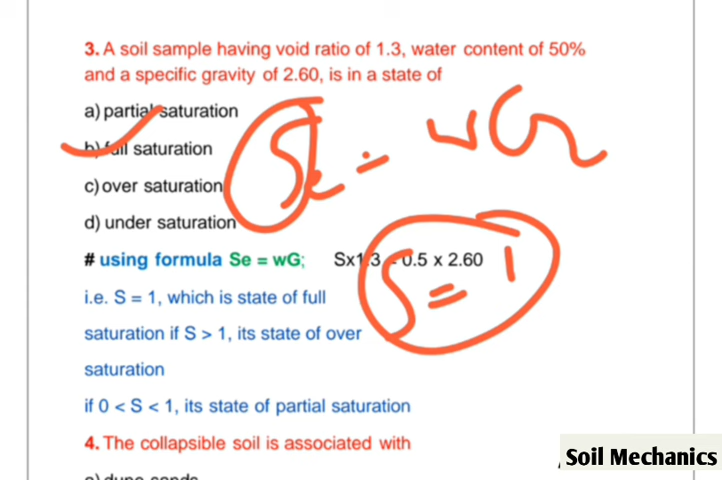 3. A soil sample having void ratio of 1.3, water content of 50%
and a specific gravity of 2.60, is in a state of
a) partial saturation
b) full saturation
c) over saturation
d) under saturation
Se = wG
# using formula Se = wG; Sx1.3 = 0.5 x 2.60
S = 1
i.e. S = 1, which is state of full
saturation if S > 1, its state of over
saturation
if 0 < S < 1, its state of partial saturation
4. The collapsible soil is associated with
Soil Mechanics